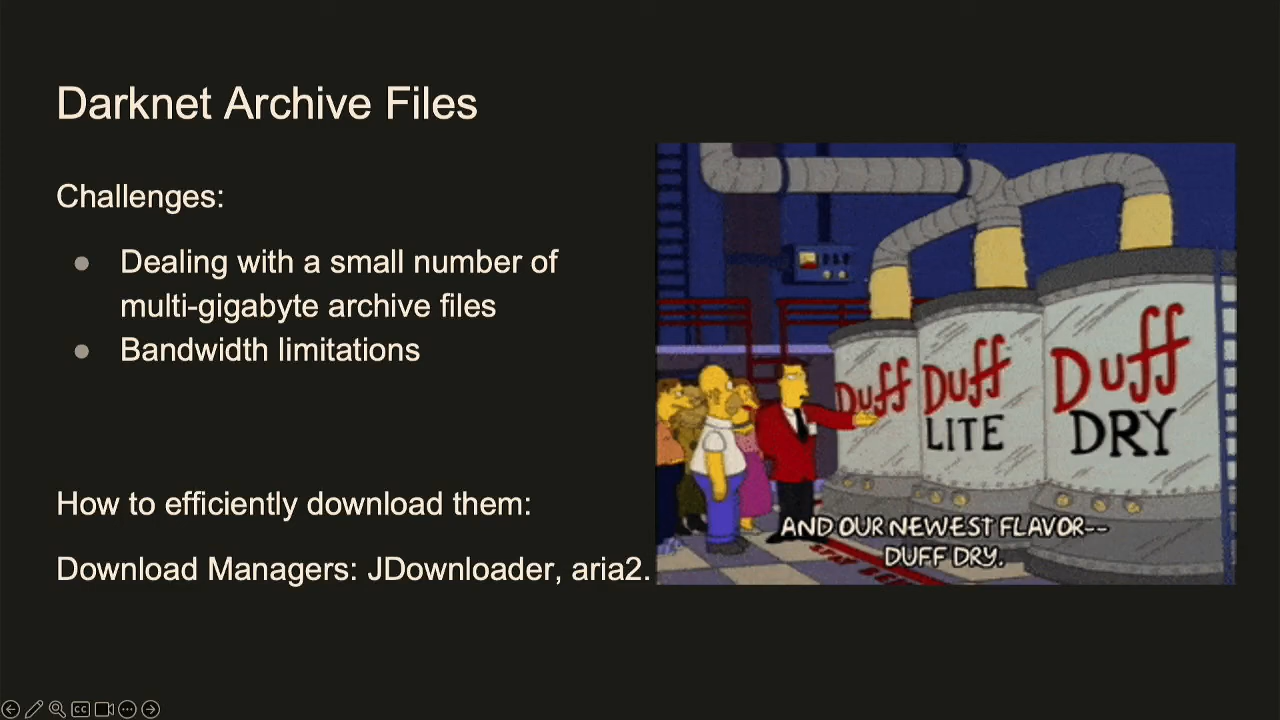 Darknet Archive Files
Challenges:
● Dealing with a small number of
multi-gigabyte archive files
● Bandwidth limitations
How to efficiently download them:
Download Managers: JDownloader, aria2.
Duff
Duff
LITE
Duff
DRY
AND OUR NEWEST FLAVOR--
DUFF DRY.
CC